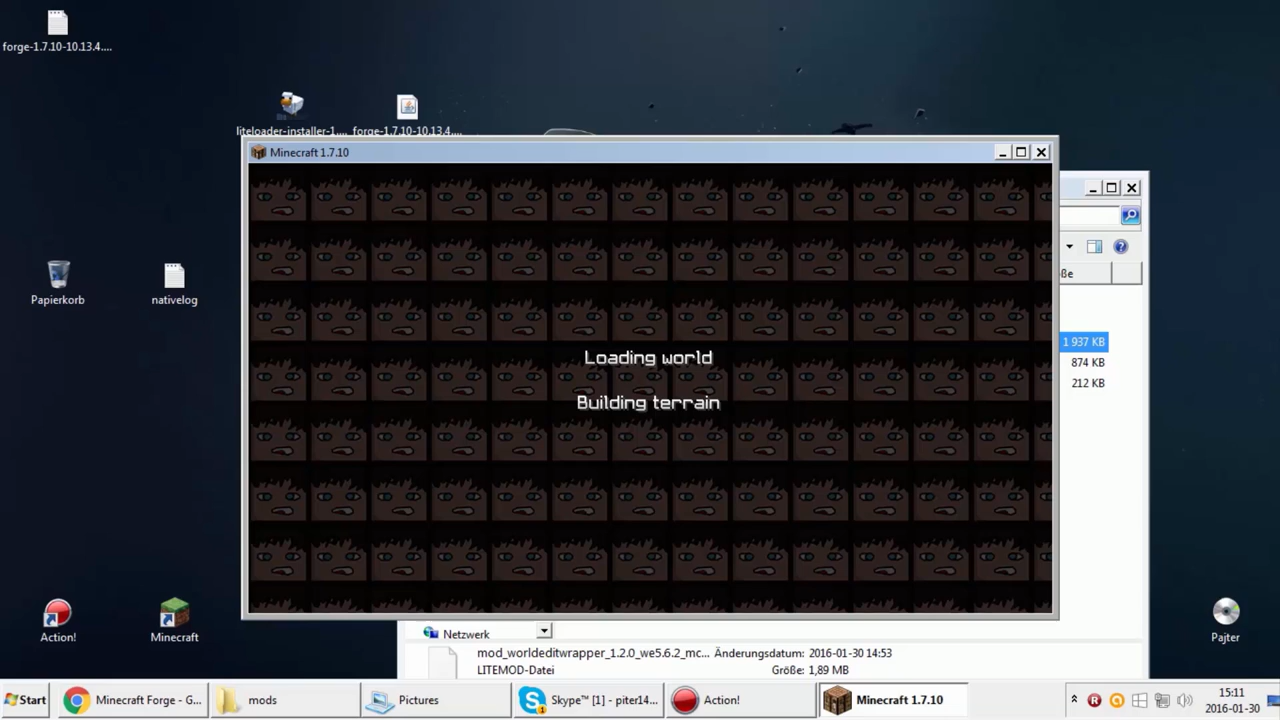 forge-1.7.10-10.13.4....
liteloader-installer-1....
forge-1.7.10-10.13.4....
Minecraft 1.7.10
Loading world
Building terrain
ße
1 937 KB
874 KB
212 KB
Papierkorb
nativelog
Action!
Minecraft
Pajter
Netzwerk
mod_worldeditwrapper_1.2.0_we5.6.2_mc...
Änderungsdatum: 2016-01-30 14:53
LITEMOD-Datei
Größe: 1,89 MB
Start
Minecraft Forge - G...
mods
Pictures
Skype™ [1] - piter14...
Action!
Minecraft 1.7.10
15:11
2016-01-30